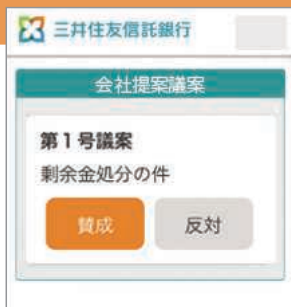 三井住友信託銀行
会社提案議案
第1号議案
剰余金処分の件
賛成
反対